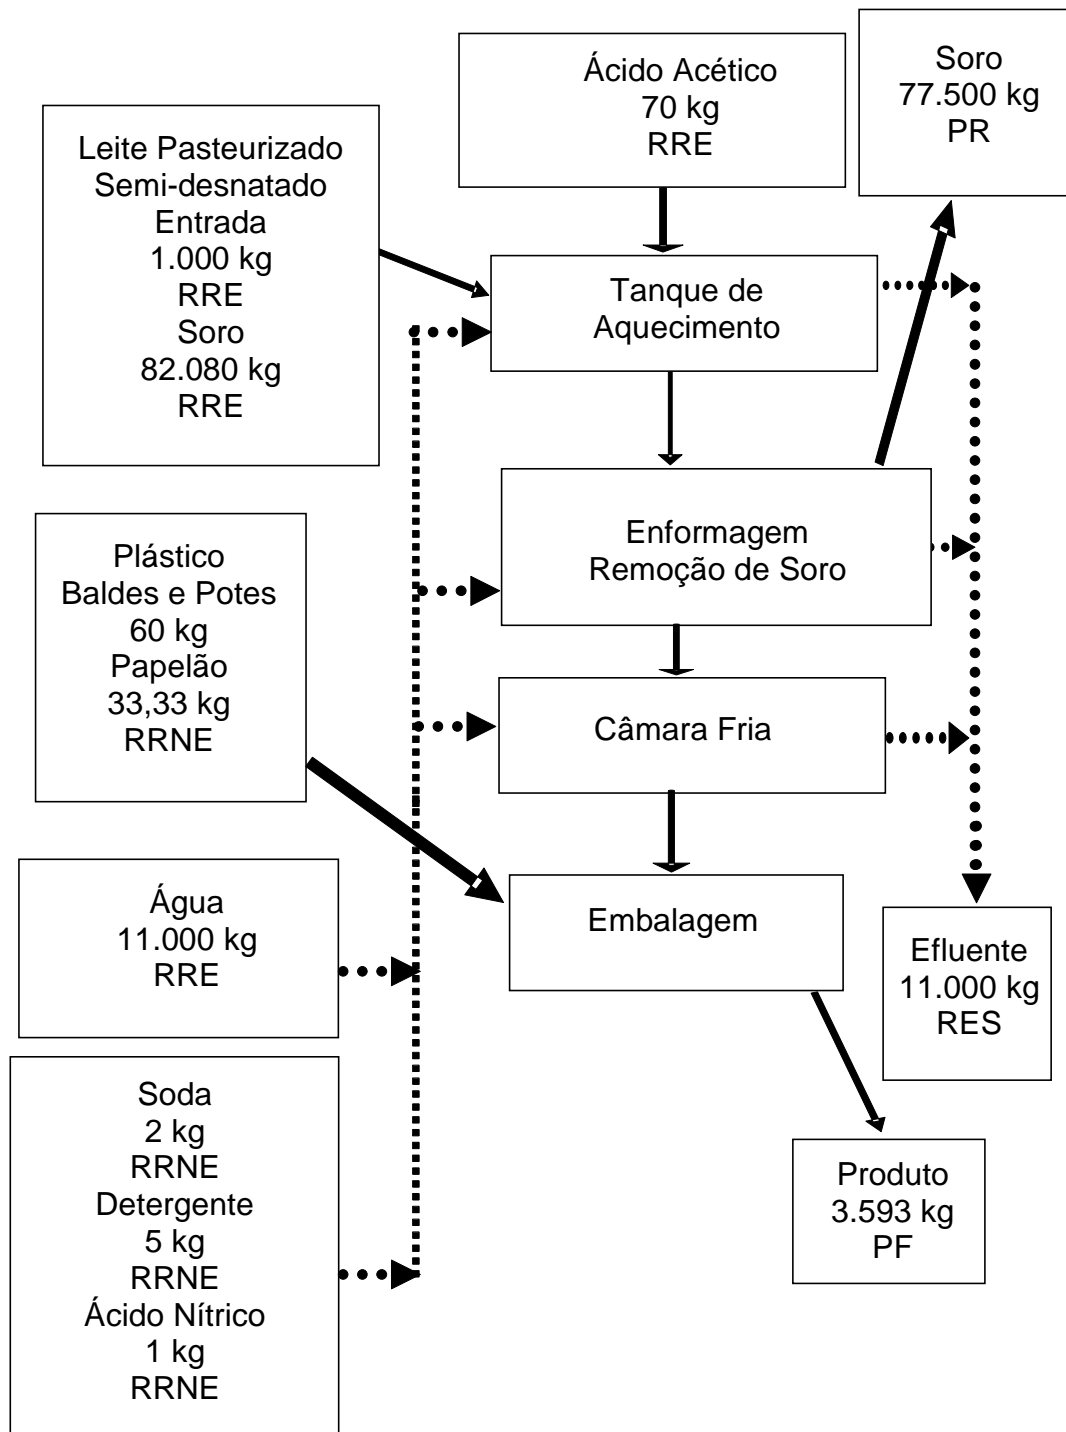 Ácido Acético
70 kg
RRE
Soro
77.500 kg
PR
Leite Pasteurizado
Semi-desnatado
Entrada
1.000 kg
RRE
Soro
82.080 kg
RRE
Tanque de
Aquecimento
Enformagem
Remoção de Soro
Plástico
Baldes e Potes
60 kg
Papelão
33,33 kg
RRNE
Câmara Fria
Água
11.000 kg
RRE
Embalagem
Efluente
11.000 kg
RES
Soda
2 kg
RRNE
Detergente
5 kg
RRNE
Ácido Nítrico
1 kg
RRNE
Produto
3.593 kg
PF